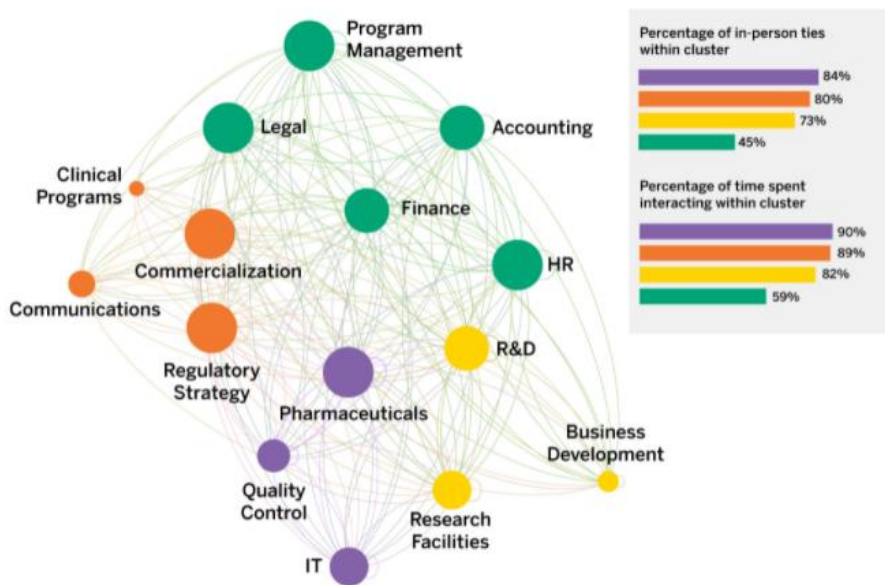 Program
Management
Legal
Accounting
Clinical
Programs
Finance
Commercialization
HR
Communications
Regulatory
Strategy
R&D
Pharmaceuticals
Business
Development
Quality
Control
Research
Facilities
IT
Percentage of in-person ties
within cluster
84%
80%
73%
45%
Percentage of time spent
interacting within cluster
90%
89%
82%
59%